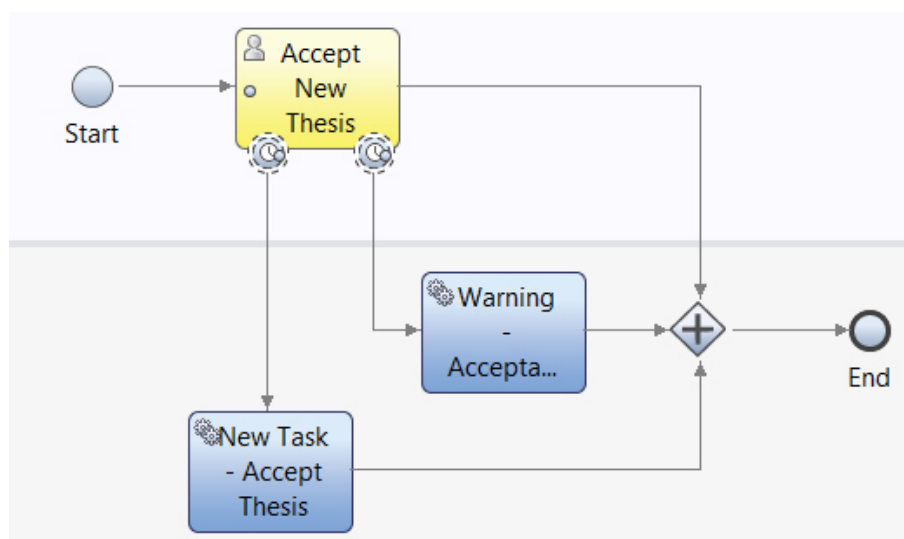 Accept
New
Thesis
Start
Warning
-
Accepta...
End
New Task
- Accept
Thesis